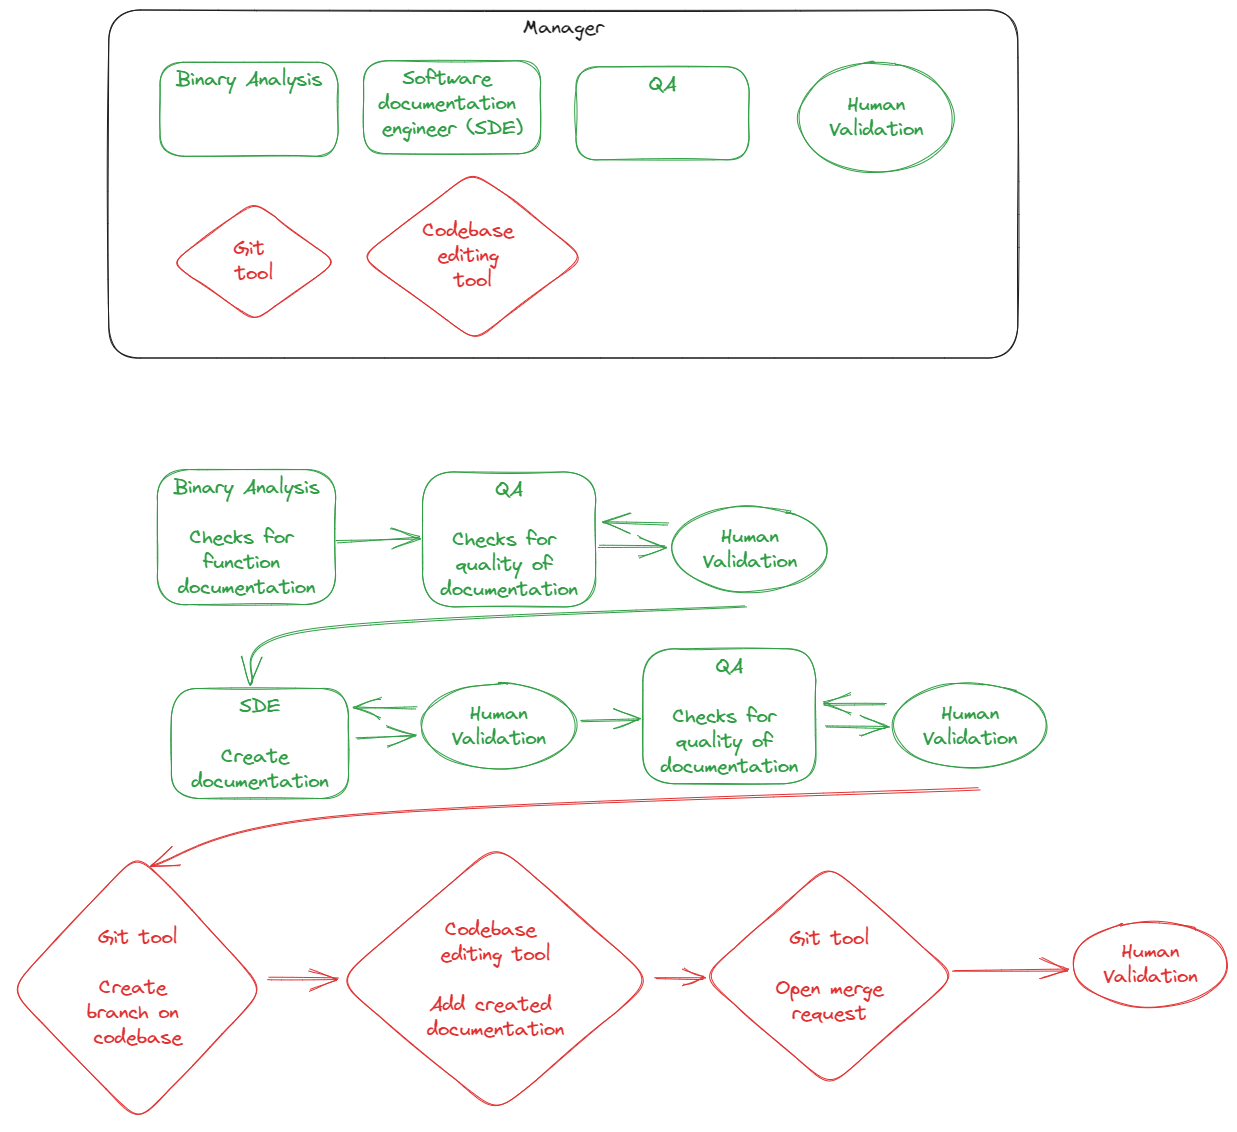 Manager
Binary Analysis
Software
documentation
engineer (SDE)
QA
Human
Validation
Git
tool
Codebase
editing
tool
Binary Analysis
Checks for
function
documentation
QA
Checks for
quality of
documentation
Human
Validation
SDE
Create
documentation
Human
Validation
QA
Checks for
quality of
documentation
Human
Validation
Git tool
Create
branch on
codebase
Codebase
editing tool
Add created
documentation
Git tool
Open merge
request
Human
Validation